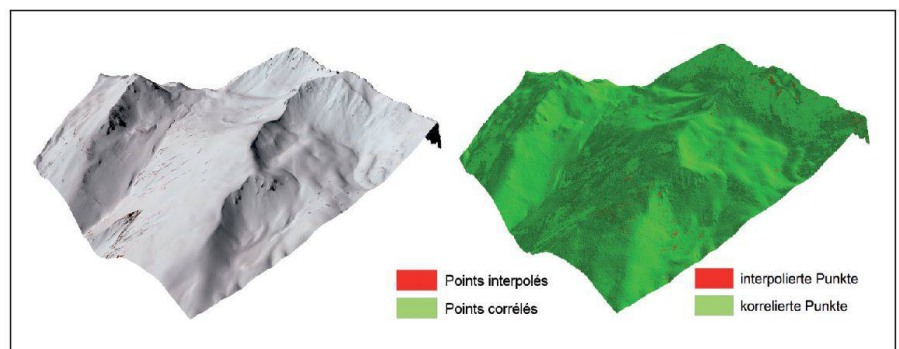 Points interpolés
Points corrélés
interpolierte Punkte
korrelierte Punkte